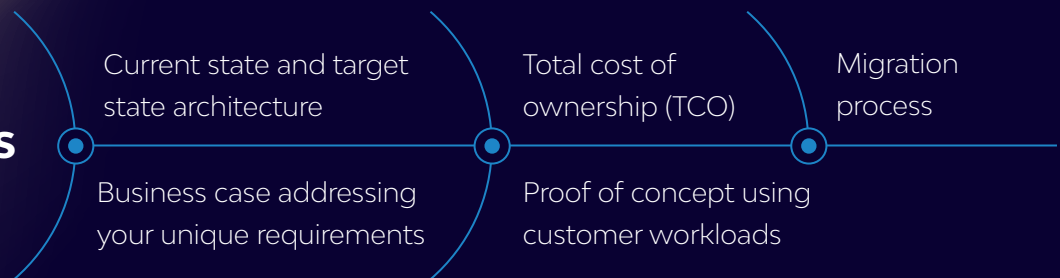 s
Current state and target
state architecture
Business case addressing
your unique requirements
Total cost of
ownership (TCO)
Proof of concept using
customer workloads
Migration
process